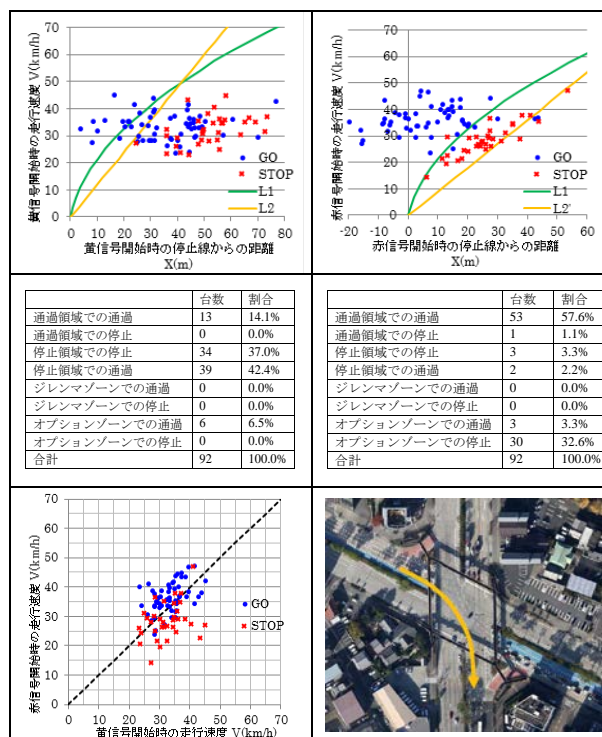 70
60
50
40
30
20
10
0
黄信号開始時の走行速度 V(km/h)
GO
STOP
L1
L2
0 10 20 30 40 50 60 70 80
黄信号開始時の停止線からの距離
X(m)
70
60
50
40
30
20
10
0
赤信号開始時の走行速度 V(km/h)
GO
STOP
L1
L2'
-20 -10 0 10 20 30 40 50 60
赤信号開始時の停止線からの距離
X(m)
台数 割合
通過領域での通過 13 14.1%
通過領域での停止 0 0.0%
停止領域での停止 34 37.0%
停止領域での通過 39 42.4%
ジレンマゾーンでの通過 0 0.0%
ジレンマゾーンでの停止 0 0.0%
オプションゾーンでの通過 6 6.5%
オプションゾーンでの停止 0 0.0%
合計 92 100.0%
台数 割合
通過領域での通過 53 57.6%
通過領域での停止 1 1.1%
停止領域での停止 3 3.3%
停止領域での通過 2 2.2%
ジレンマゾーンでの通過 0 0.0%
ジレンマゾーンでの停止 0 0.0%
オプションゾーンでの通過 3 3.3%
オプションゾーンでの停止 30 32.6%
合計 92 100.0%
70
60
50
40
30
20
10
0
赤信号開始時の走行速度 V(km/h)
GO
STOP
0 10 20 30 40 50 60 70
黄信号開始時の走行速度 V(km/h)